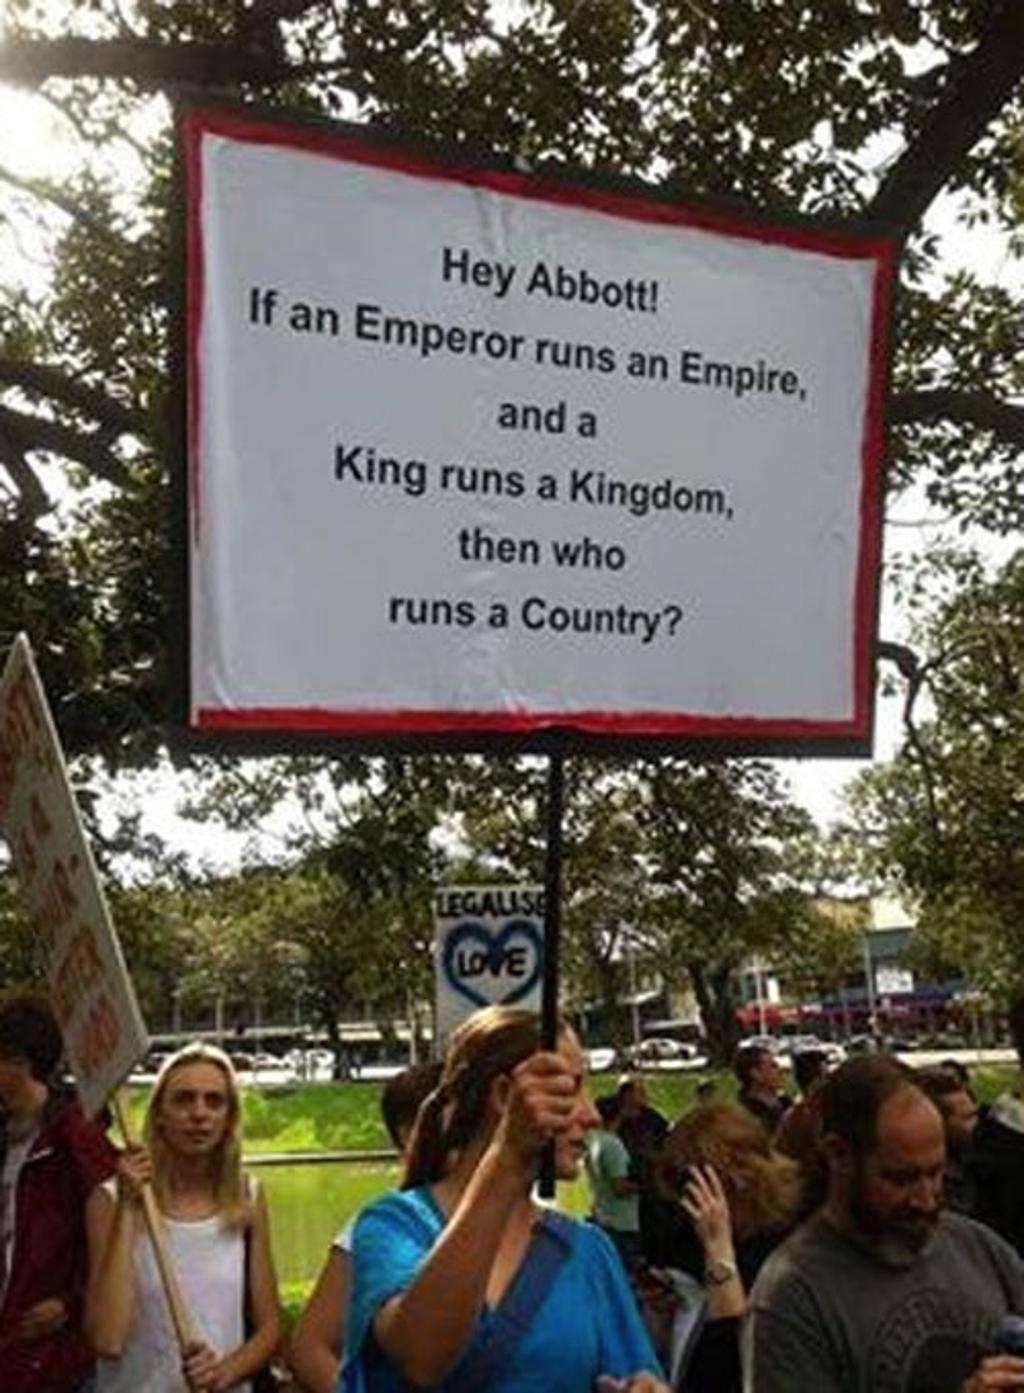 Hey Abbott!
If an Emperor runs an Empire,
and a
King runs a Kingdom,
then who
runs a Country?
LEGALISE
LOVE